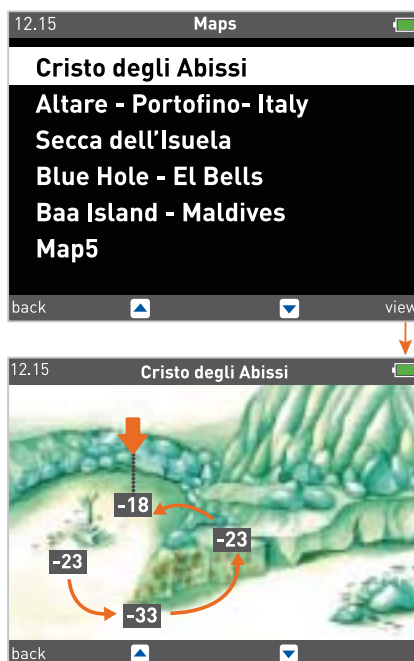 12.15 Maps
Cristo degli Abissi
Altare - Portofino- Italy
Secca dell'Isuela
Blue Hole - El Bells
Baa Island - Maldives
Map5
back view
12.15 Cristo degli Abissi
-18
-23
-23
-33
back